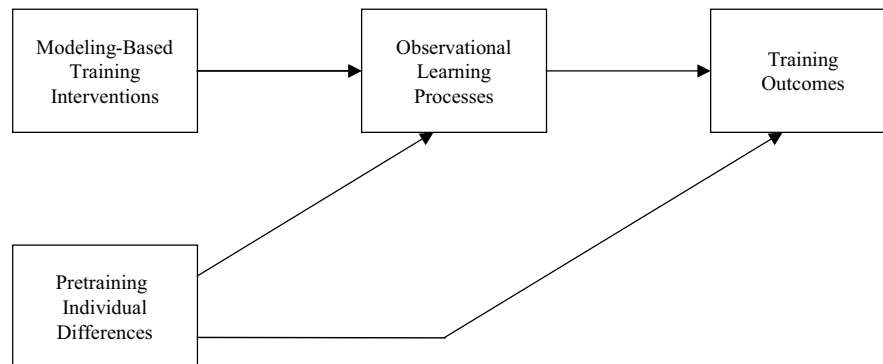 Modeling-Based
Training
Interventions
Observational
Learning
Processes
Training
Outcomes
Pretraining
Individual
Differences